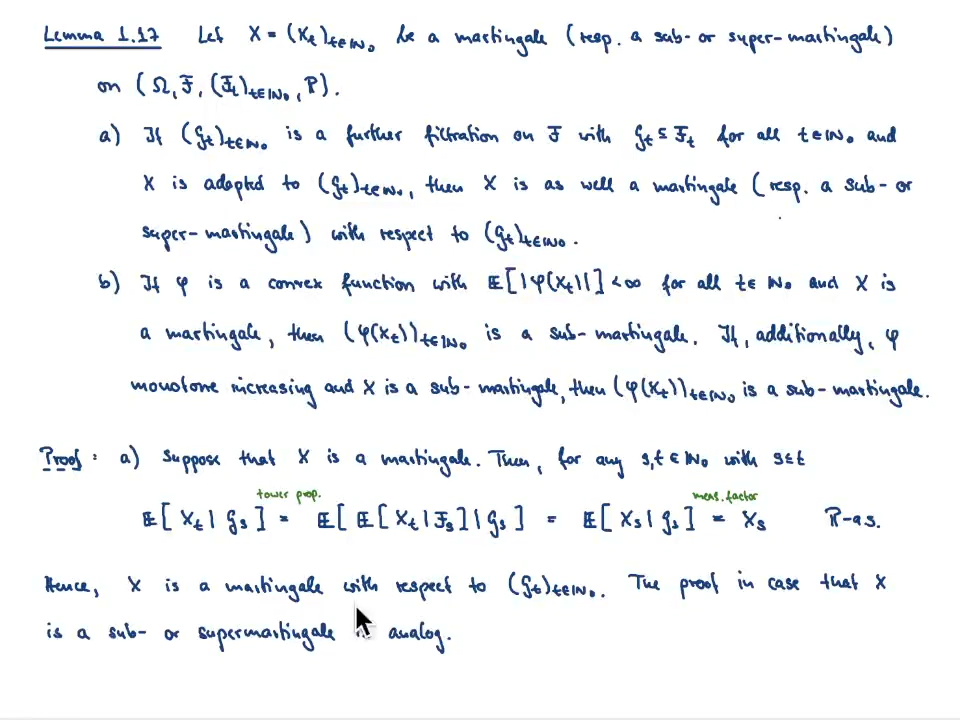 Lemma 1.17 Let X = (X_t)_{t∈ℕ₀} be a martingale (resp. a sub- or super-martingale)
on (Ω, ℱ, (ℱ_t)_{t∈ℕ₀}, ℙ).
a) If (𝒢_t)_{t∈ℕ₀} is a further filtration on ℱ with 𝒢_t ⊆ ℱ_t for all t∈ℕ₀ and
X is adapted to (𝒢_t)_{t∈ℕ₀}, then X is as well a martingale (resp. a sub- or
super-martingale) with respect to (𝒢_t)_{t∈ℕ₀}.
b) If φ is a convex function with 𝔼[|φ(X_t)|] < ∞ for all t∈ℕ₀ and X is
a martingale, then (φ(X_t))_{t∈ℕ₀} is a sub-martingale. If, additionally, φ
monotone increasing and X is a sub-martingale, then (φ(X_t))_{t∈ℕ₀} is a sub-martingale.
Proof: a) Suppose that X is a martingale. Then, for any s,t∈ℕ₀ with s≤t
tower prop. meas. factor
𝔼[X_t | 𝒢_s] = 𝔼[𝔼[X_t | ℱ_s] | 𝒢_s] = 𝔼[X_s | 𝒢_s] = X_s ℙ-a.s.
Hence, X is a martingale with respect to (𝒢_t)_{t∈ℕ₀}. The proof in case that X
is a sub- or supermartingale analog.